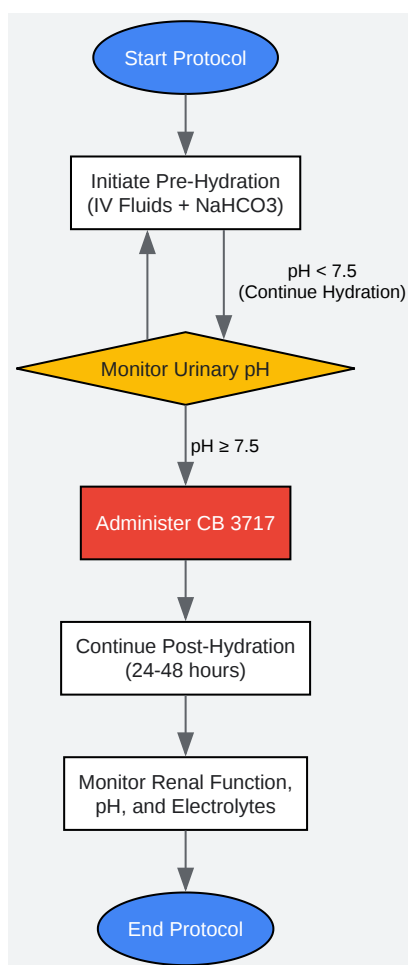 Start Protocol
Initiate Pre-Hydration
(IV Fluids + NaHCO3)
pH < 7.5
(Continue Hydration)
Monitor Urinary pH
pH ≥ 7.5
Administer CB 3717
Continue Post-Hydration
(24-48 hours)
Monitor Renal Function,
pH, and Electrolytes
End Protocol